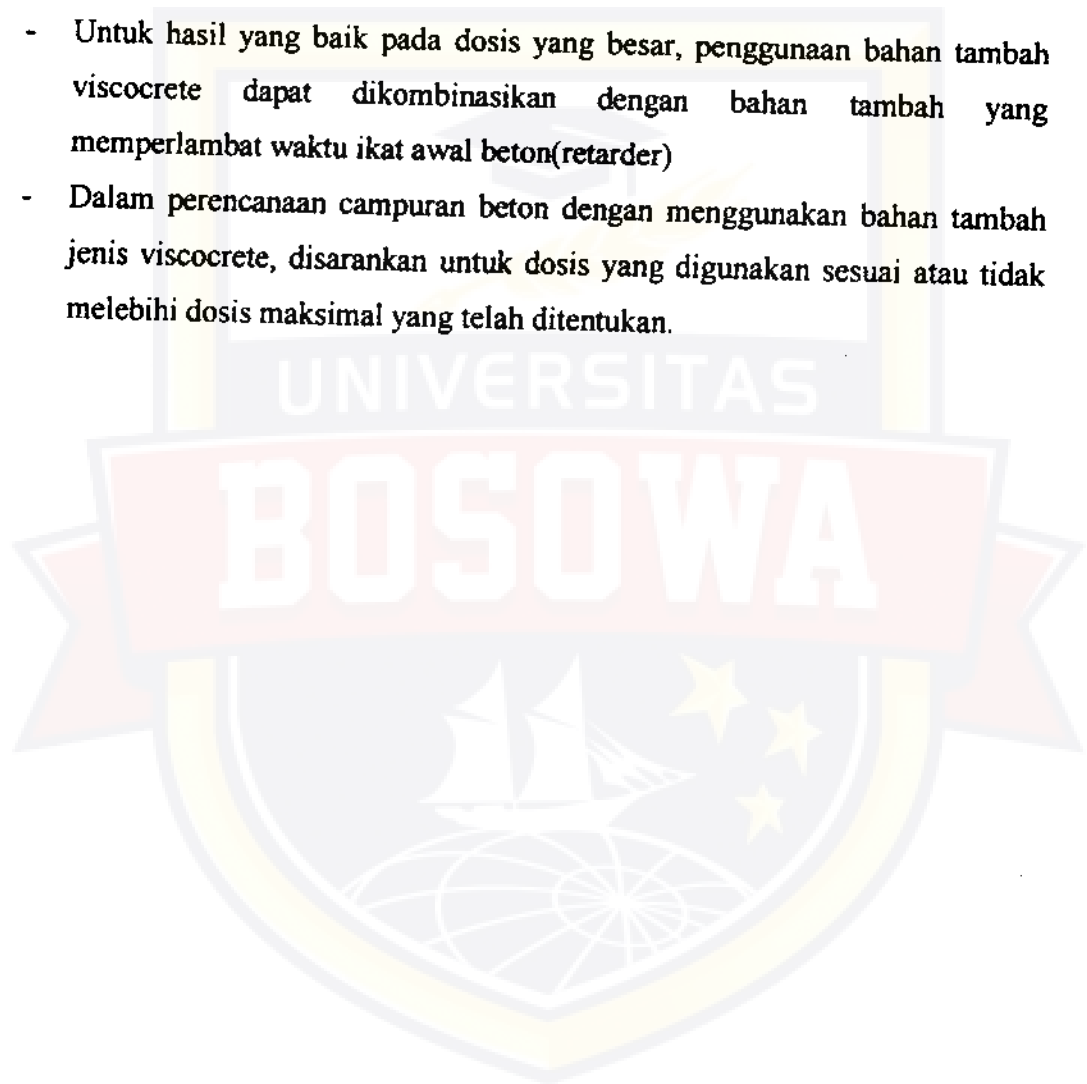 - Untuk hasil yang baik pada dosis yang besar, penggunaan bahan tambah
viscocrete dapat dikombinasikan dengan bahan tambah yang
memperlambat waktu ikat awal beton(retarder)
- Dalam perencanaan campuran beton dengan menggunakan bahan tambah
jenis viscocrete, disarankan untuk dosis yang digunakan sesuai atau tidak
melebihi dosis maksimal yang telah ditentukan.
UNIVERSITAS
BOSOWA